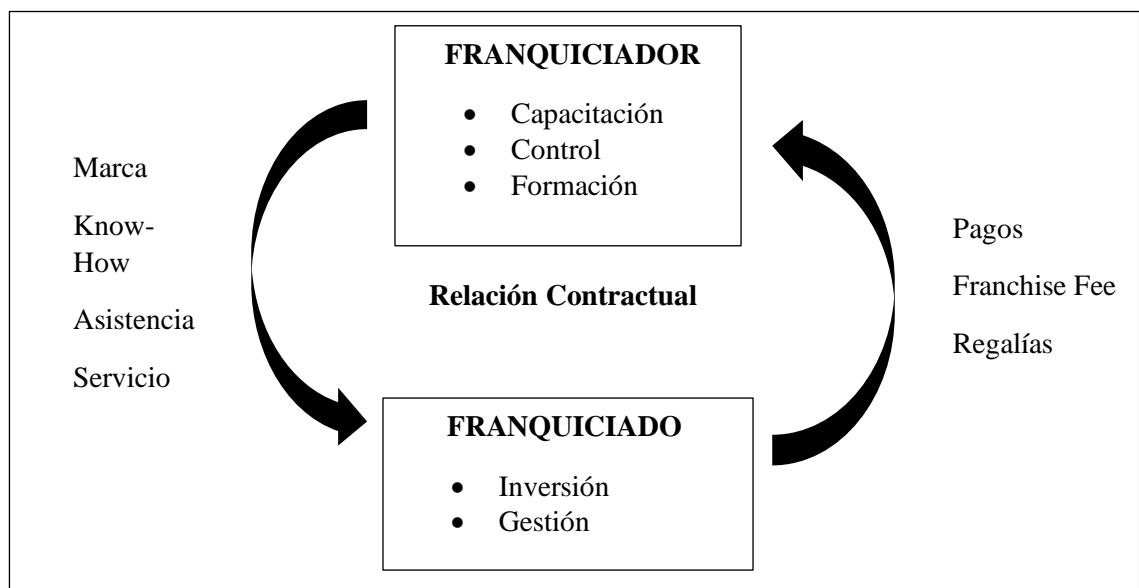 FRANQUICIADOR
• Capacitación
• Control
• Formación
Marca
Know-
How
Asistencia
Servicio
Relación Contractual
Pagos
Franchise Fee
Regalías
FRANQUICIADO
• Inversión
• Gestión